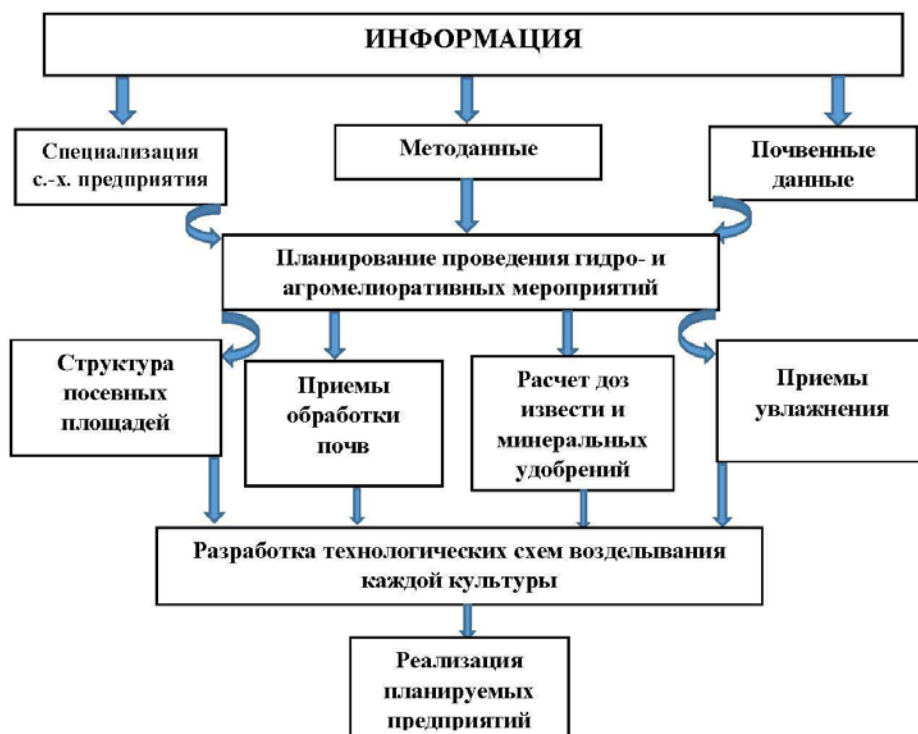 ИНФОРМАЦИЯ
Специализация
с.-х. предприятия
Методанные
Почвенные
данные
Планирование проведения гидро- и
агромелиоративных мероприятий
Структура
посевных
площадей
Приемы
обработки
почв
Расчет доз
извести и
минеральных
удобрений
Приемы
увлажнения
Разработка технологических схем возделывания
каждой культуры
Реализация
планируемых
предприятий